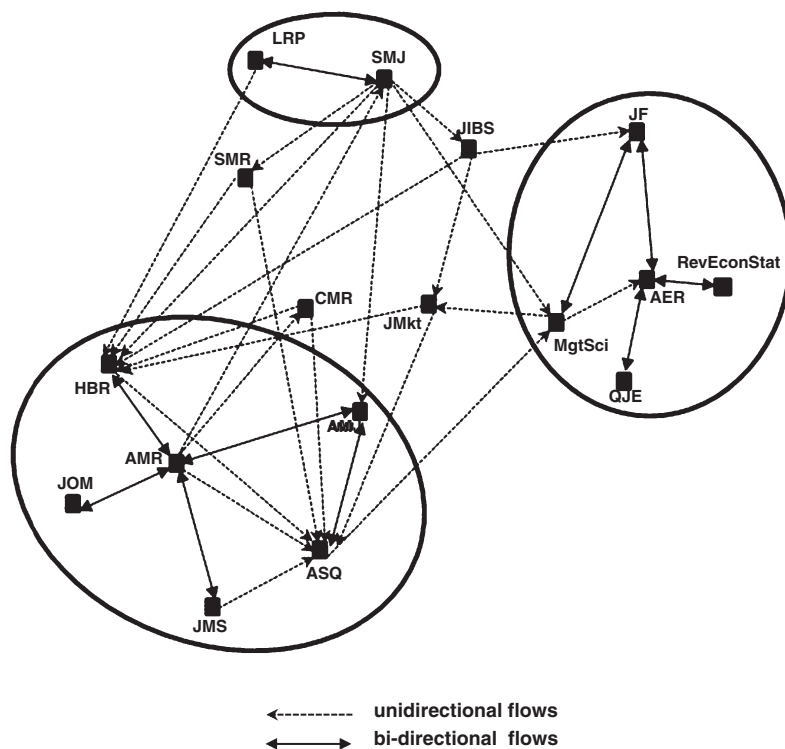 LRP
SMJ
JIBS
JF
SMR
RevEconStat
AER
CMR
JMkt
MgtSci
HBR
QJE
AMR
JOM
ASQ
JMS
unidirectional flows
bi-directional flows